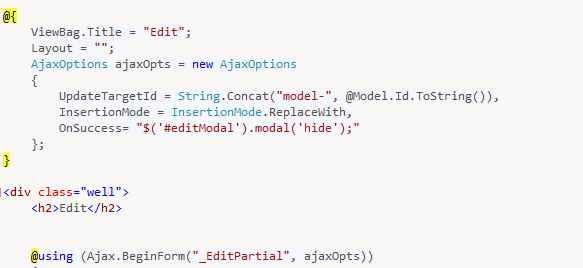 @{
ViewBag.Title = "Edit";
Layout = "";
AjaxOptions ajaxOpts = new AjaxOptions
{
UpdateTargetId = String.Concat("model-", @Model.Id.ToString()),
InsertionMode = InsertionMode.ReplaceWith,
OnSuccess= "$('#editModal').modal('hide');"
};
}
<div class="well">
<h2>Edit</h2>
@using (Ajax.BeginForm("_EditPartial", ajaxOpts))